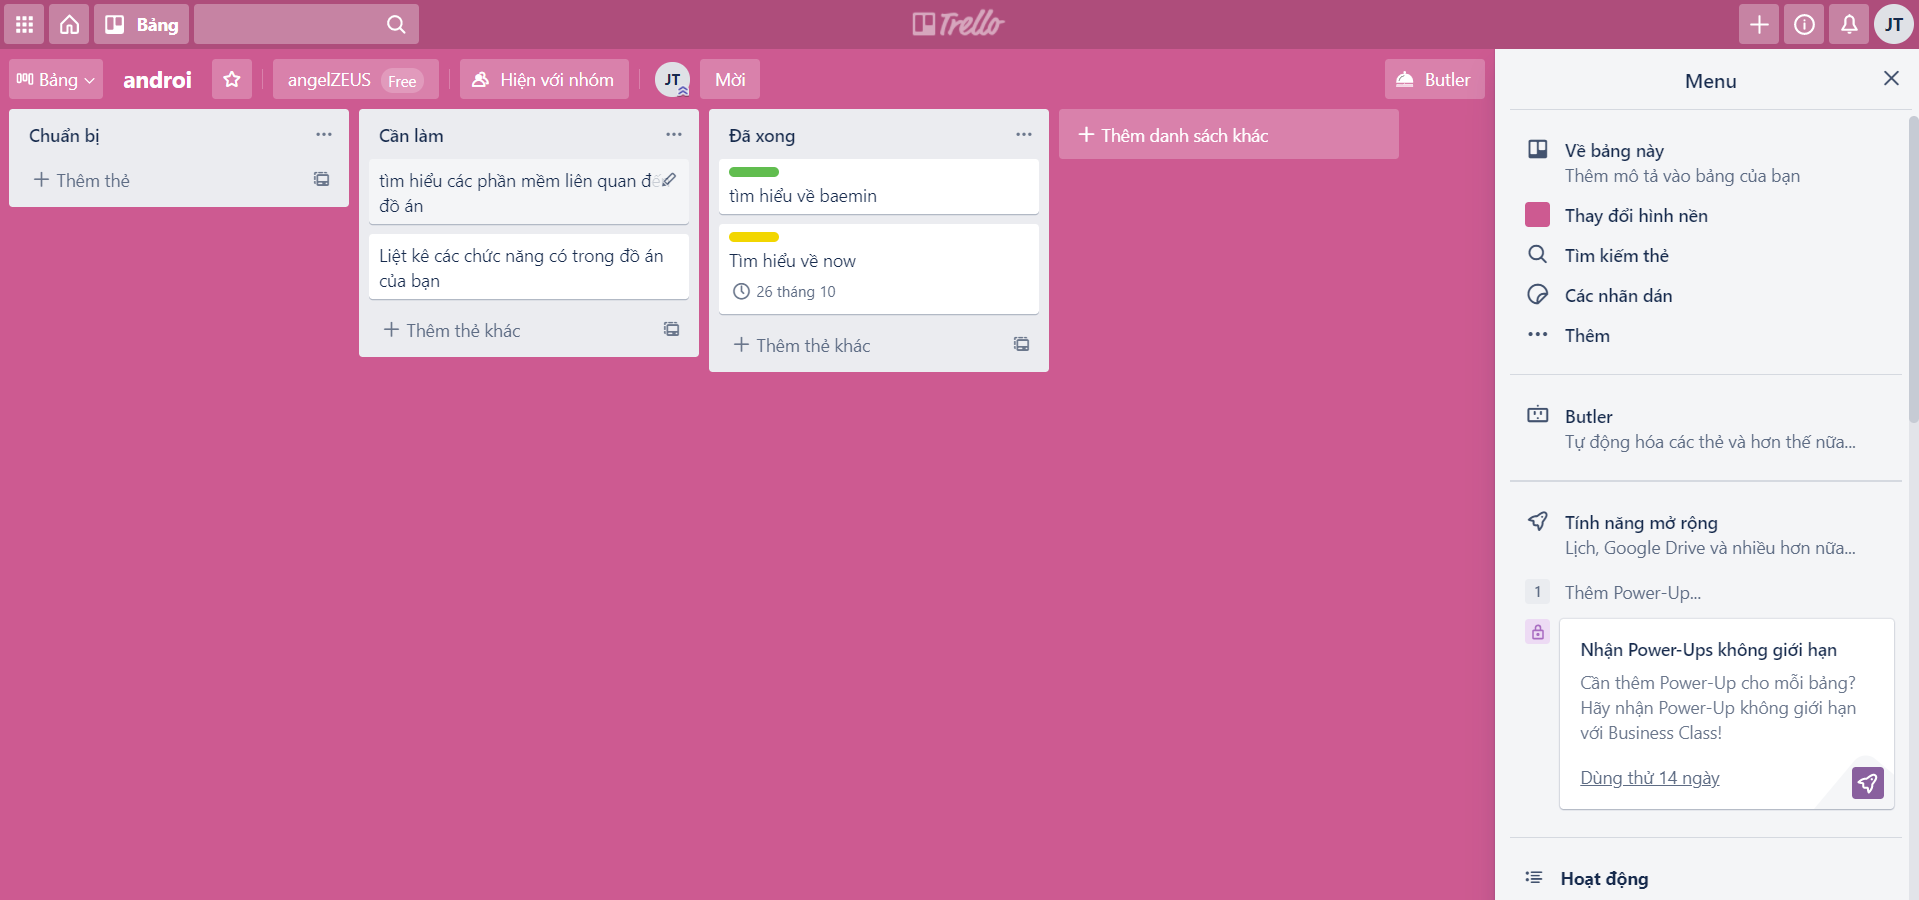 Bảng
Trello
JT
Bảng
androi
angelZEUS Free
Hiện với nhóm
JT
Mời
Butler
Chuẩn bị
Thêm thẻ
Cần làm
tìm hiểu các phần mềm liên quan đến
đồ án
Liệt kê các chức năng có trong đồ án
của bạn
Thêm thẻ khác
Đã xong
tìm hiểu về baemin
Tìm hiểu về now
26 tháng 10
Thêm thẻ khác
Thêm danh sách khác
Menu
Về bảng này
Thêm mô tả vào bảng của bạn
Thay đổi hình nền
Tìm kiếm thẻ
Các nhãn dán
Thêm
Butler
Tự động hóa các thẻ và hơn thế nữa...
Tính năng mở rộng
Lịch, Google Drive và nhiều hơn nữa...
1 Thêm Power-Up...
Nhận Power-Ups không giới hạn
Cần thêm Power-Up cho mỗi bảng?
Hãy nhận Power-Up không giới hạn
với Business Class!
Dùng thử 14 ngày
Hoạt động